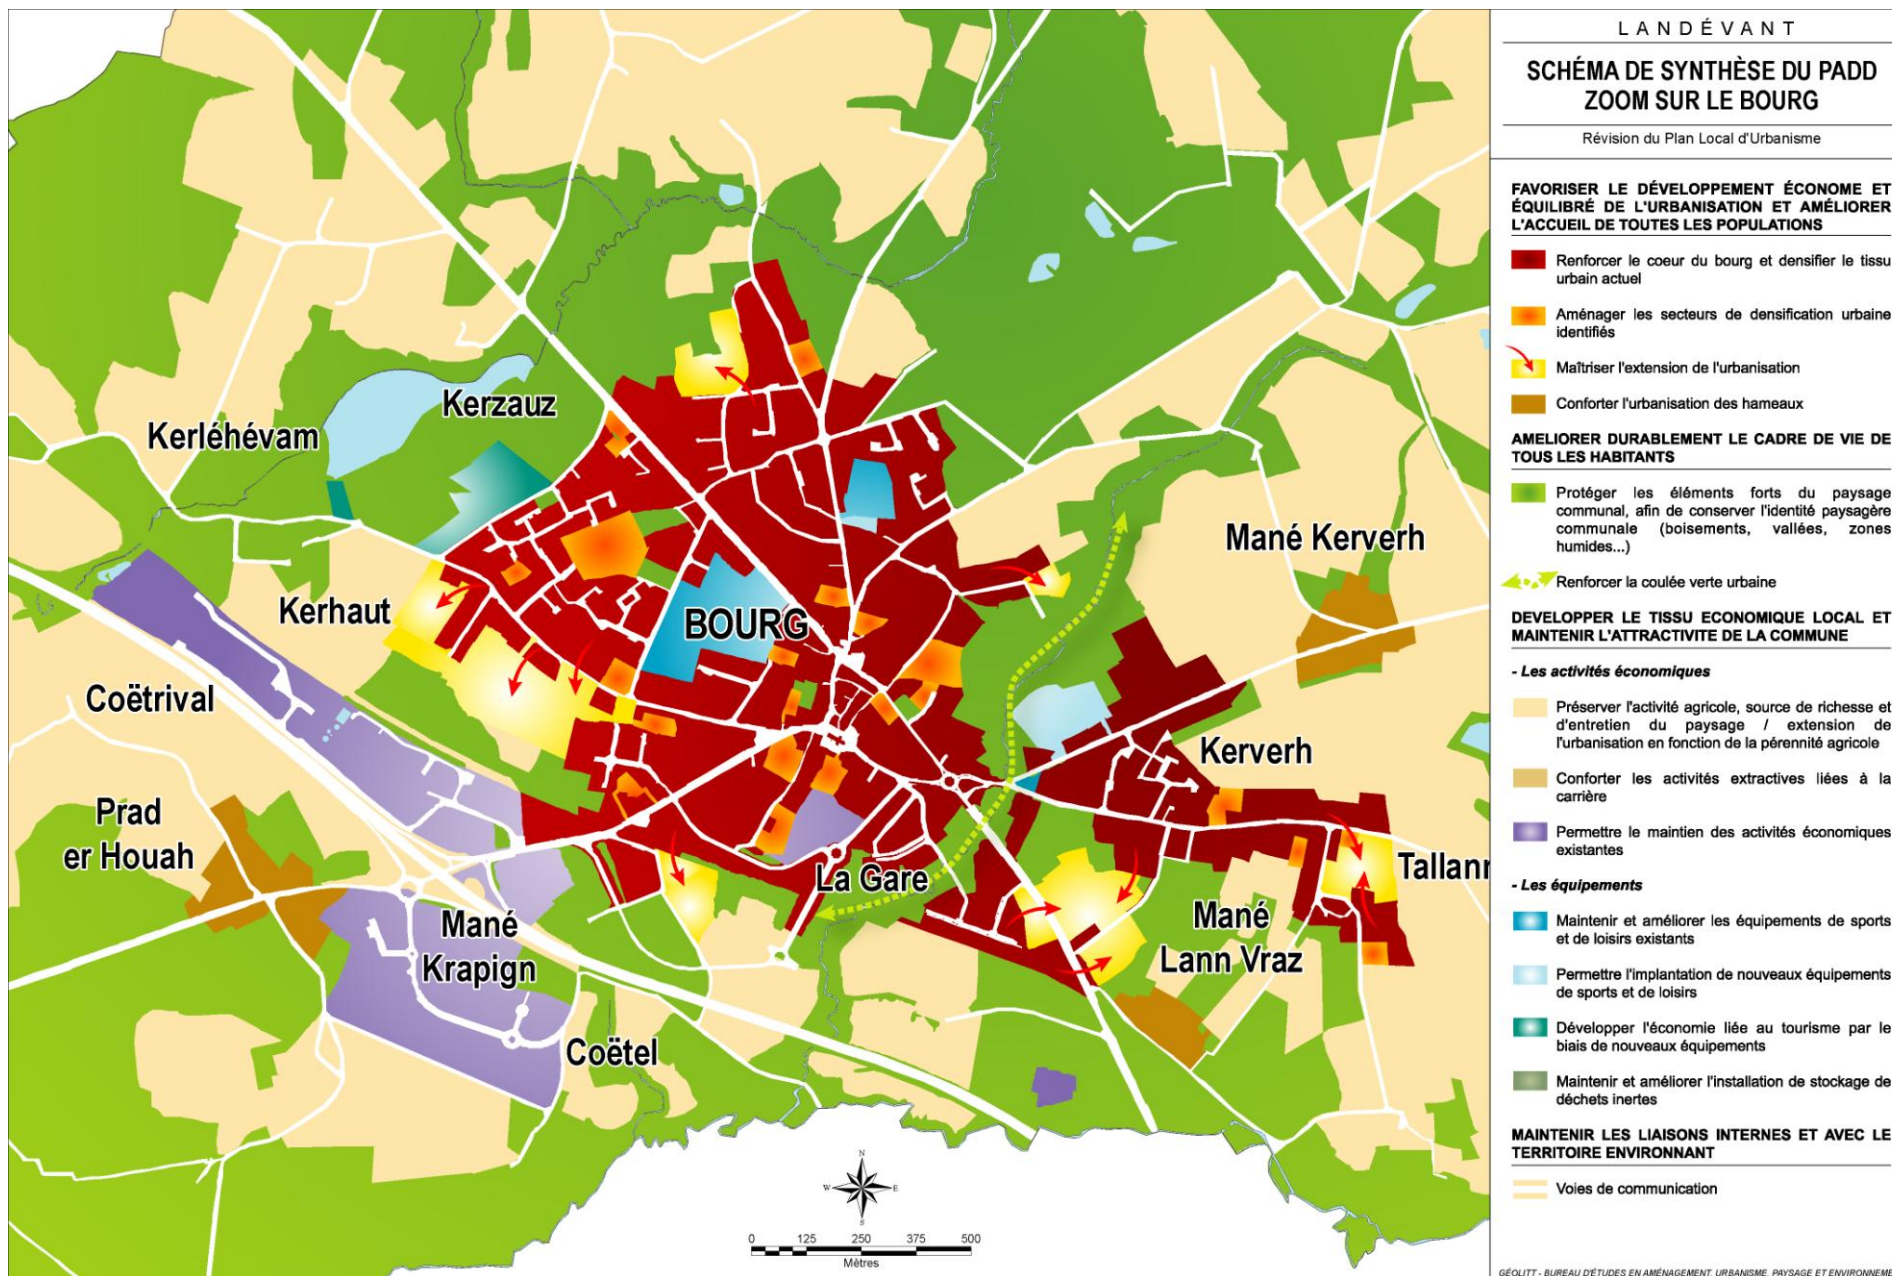 LANDÉVANT
SCHÉMA DE SYNTHÈSE DU PADD
ZOOM SUR LE BOURG
Révision du Plan Local d'Urbanisme
FAVORISER LE DÉVELOPPEMENT ÉCONOME ET
ÉQUILIBRÉ DE L'URBANISATION ET AMÉLIORER
L'ACCUEIL DE TOUTES LES POPULATIONS
Renforcer le coeur du bourg et densifier le tissu
urbain actuel
Aménager les secteurs de densification urbaine
identifiés
Maîtriser l'extension de l'urbanisation
Conforter l'urbanisation des hameaux
AMELIORER DURABLEMENT LE CADRE DE VIE DE
TOUS LES HABITANTS
Protéger les éléments forts du paysage
communal, afin de conserver l'identité paysagère
communale (boisements, vallées, zones
humides...)
Renforcer la coulée verte urbaine
DEVELOPPER LE TISSU ECONOMIQUE LOCAL ET
MAINTENIR L'ATTRACTIVITE DE LA COMMUNE
- Les activités économiques
Préserver l'activité agricole, source de richesse et
d'entretien du paysage / extension de
l'urbanisation en fonction de la pérennité agricole
Conforter les activités extractives liées à la
carrière
Permettre le maintien des activités économiques
existantes
- Les équipements
Maintenir et améliorer les équipements de sports
et de loisirs existants
Permettre l'implantation de nouveaux équipements
de sports et de loisirs
Développer l'économie liée au tourisme par le
biais de nouveaux équipements
Maintenir et améliorer l'installation de stockage de
déchets inertes
MAINTENIR LES LIAISONS INTERNES ET AVEC LE
TERRITOIRE ENVIRONNANT
Voies de communication
GÉOLITT - BUREAU D'ÉTUDES EN AMÉNAGEMENT, URBANISME, PAYSAGE ET ENVIRONNEME
Kerzauz
Kerléhévam
Mané Kerverh
Kerhaut
BOURG
Coëtrival
Kerverh
Prad
er Houah
La Gare
Tallann
Mané
Krapign
Mané
Lann Vraz
Coëtel
N
W
E
S
0 125 250 375 500
Mètres